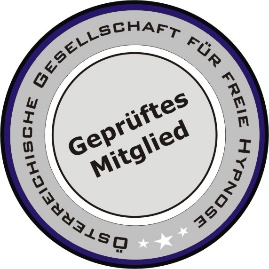 ÖSTERREICHISCHE GESELLSCHAFT FÜR FREIE HYPNOSE
Geprüftes
Mitglied